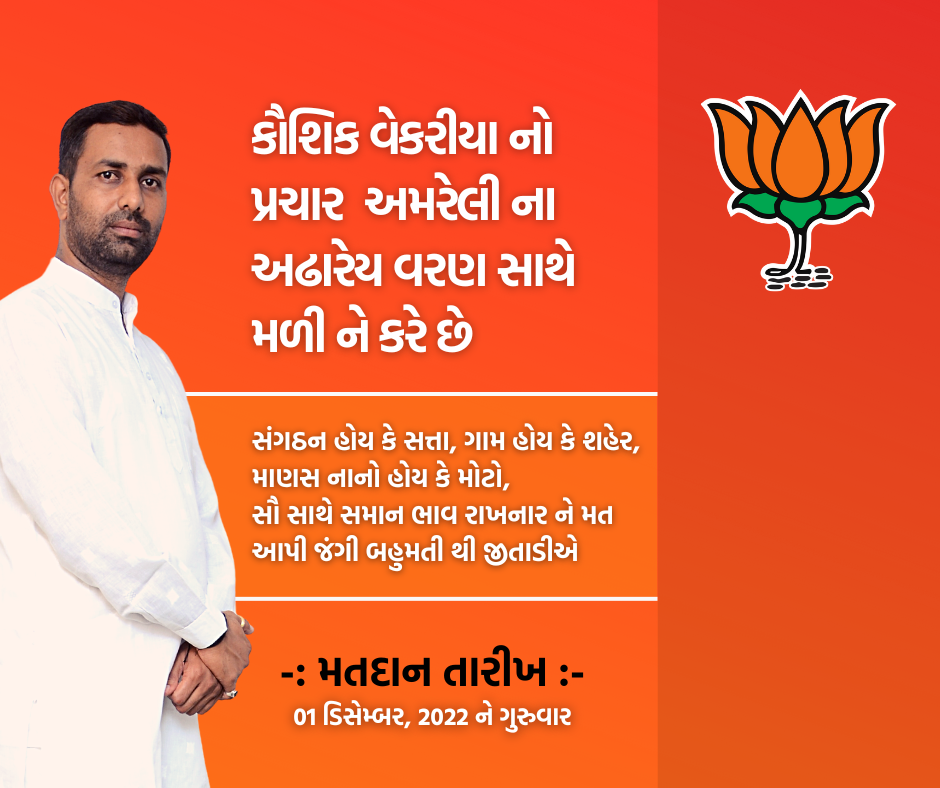 કૌશિક વેકરીયા નો
પ્રચાર અમરેલી ના
અઢારેય વરણ સાથે
મળી ને કરે છે
સંગઠન હોય કે સત્તા, ગામ હોય કે શહેર,
માણસ નાનો હોય કે મોટો,
સૌ સાથે સમાન ભાવ રાખનાર ને મત
આપી જંગી બહુમતી થી જીતાડીએ
-: મતદાન તારીખ :-
01 ડિસેમ્બર, 2022 ને ગુરુવાર